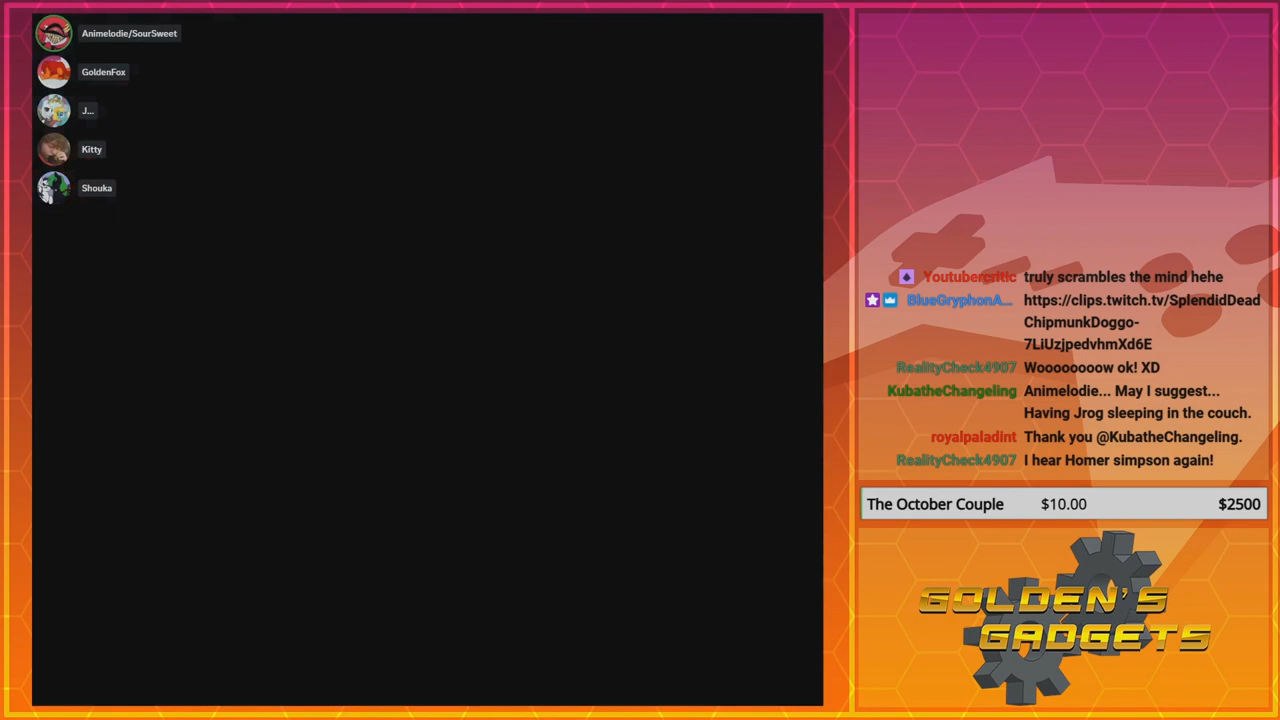 Animelodie/SourSweet
GoldenFox
J...
Kitty
Shouka
Youtubercritic truly scrambles the mind hehe
BlueGryphonA... https://clips.twitch.tv/SplendidDead
ChipmunkDoggo-
7LiUzjpedvhmXd6E
RealityCheck4907 Woooooooow ok! XD
KubatheChangeling Animelodie... May I suggest...
Having Jrog sleeping in the couch.
royalpaladint Thank you @KubatheChangeling.
RealityCheck4907 I hear Homer simpson again!
The October Couple $10.00 $2500
GOLDEN'S
GADGETS